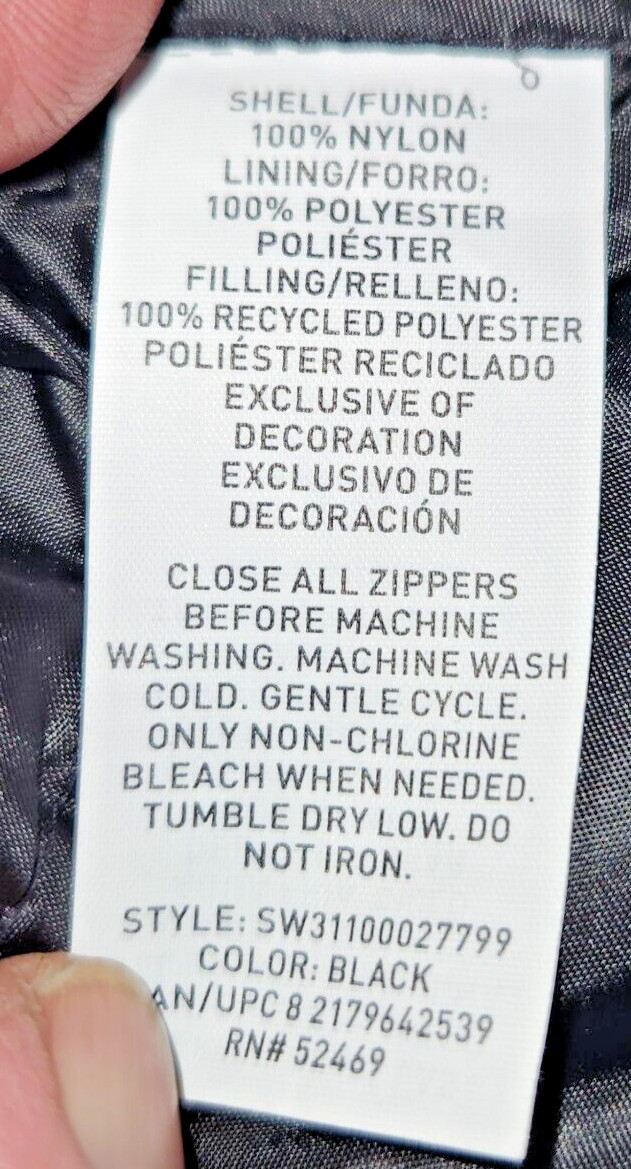 SHELL/FUNDA:
100% NYLON
LINING/FORRO:
100% POLYESTER
POLIÉSTER
FILLING/RELLENO:
100% RECYCLED POLYESTER
POLIÉSTER RECICLADO
EXCLUSIVE OF
DECORATION
EXCLUSIVO DE
DECORACIÓN
CLOSE ALL ZIPPERS
BEFORE MACHINE
WASHING. MACHINE WASH
COLD. GENTLE CYCLE.
ONLY NON-CHLORINE
BLEACH WHEN NEEDED.
TUMBLE DRY LOW. DO
NOT IRON.
STYLE: SW31100027799
COLOR: BLACK
AN/UPC 8 2179642539
RN# 52469